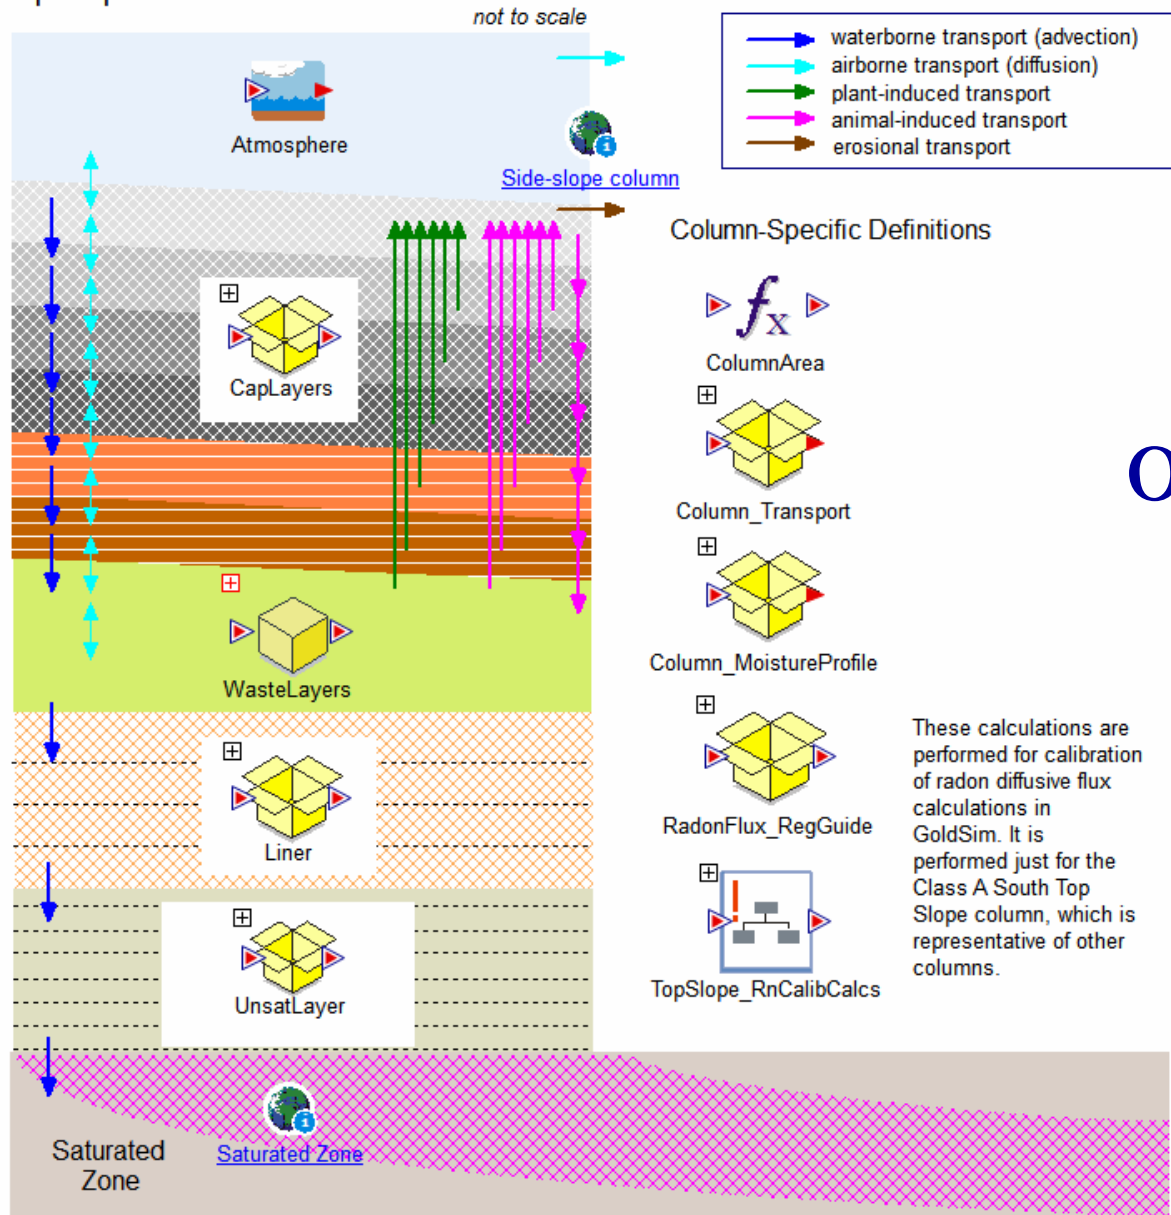 not to scale
waterborne transport (advection)
airborne transport (diffusion)
plant-induced transport
animal-induced transport
erosional transport
Atmosphere
Side-slope column
Column-Specific Definitions
fx
ColumnArea
CapLayers
Column_Transport
Column_MoistureProfile
WasteLayers
These calculations are
performed for calibration
of radon diffusive flux
calculations in
GoldSim. It is
performed just for the
Class A South Top
Slope column, which is
representative of other
columns.
RadonFlux_RegGuide
Liner
TopSlope_RnCalibCalcs
UnsatLayer
Saturated
Zone
Saturated Zone